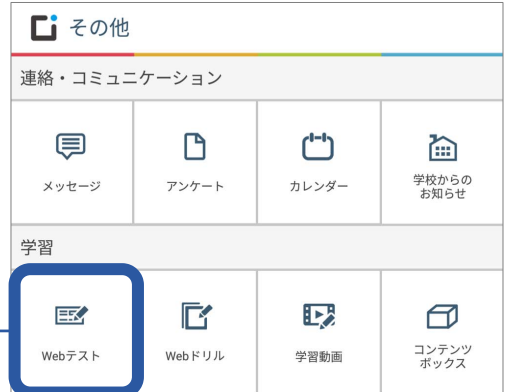 その他
連絡・コミュニケーション
メッセージ
アンケート
カレンダー
学校からの
お知らせ
学習
Webテスト
Webドリル
学習動画
コンテンツ
ボックス